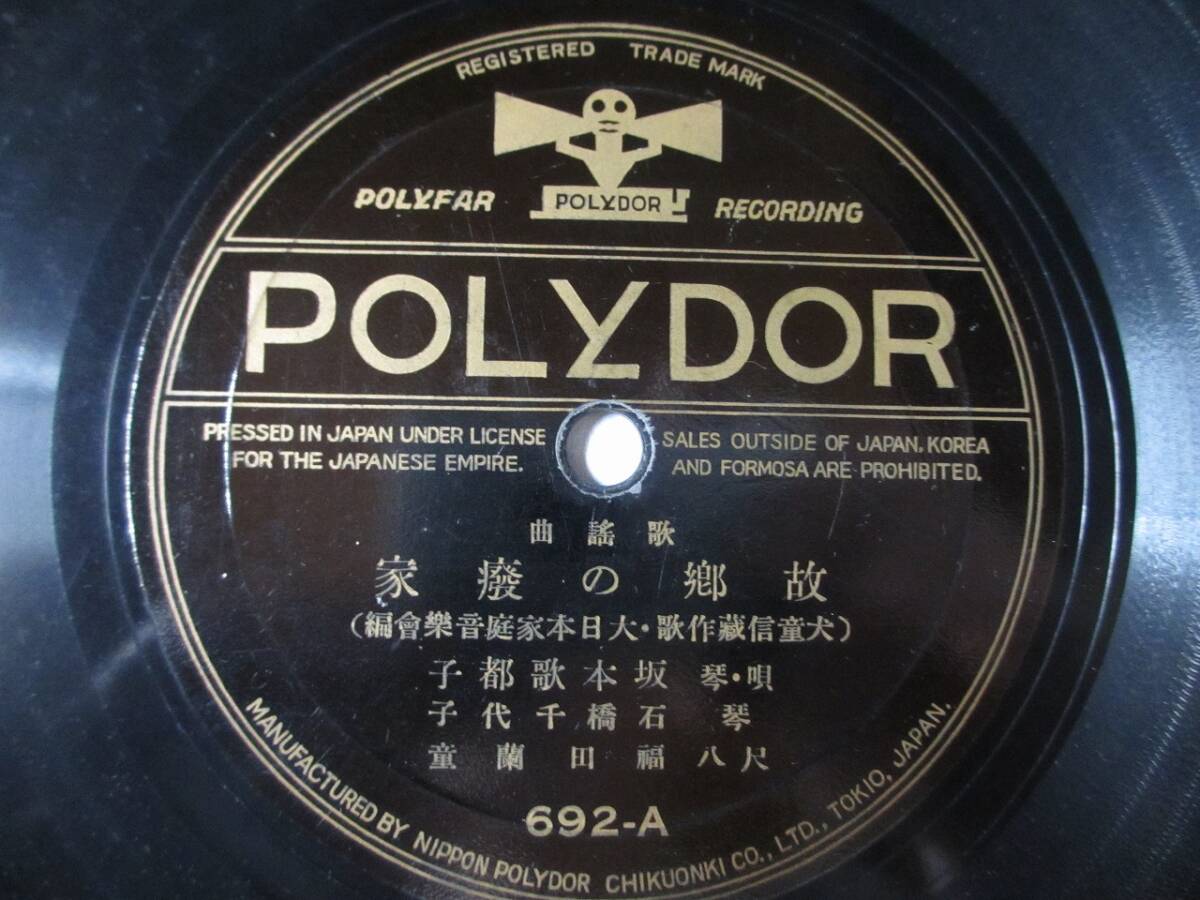 REGISTERED TRADE MARK
POLYFAR POLYDOR RECORDING
POLYDOR
PRESSED IN JAPAN UNDER LICENSE
FOR THE JAPANESE EMPIRE.
SALES OUTSIDE OF JAPAN, KOREA
AND FORMOSA ARE PROHIBITED.
曲謠歌
家廢の鄕故
(編會樂音庭家本日大・歌作藏信童犬)
子都歌本坂 琴・唄
子代千橋石 琴
童蘭田福 八尺
692-A
MANUFACTURED BY NIPPON POLYDOR CHIKUONKI CO., LTD., TOKIO, JAPAN.